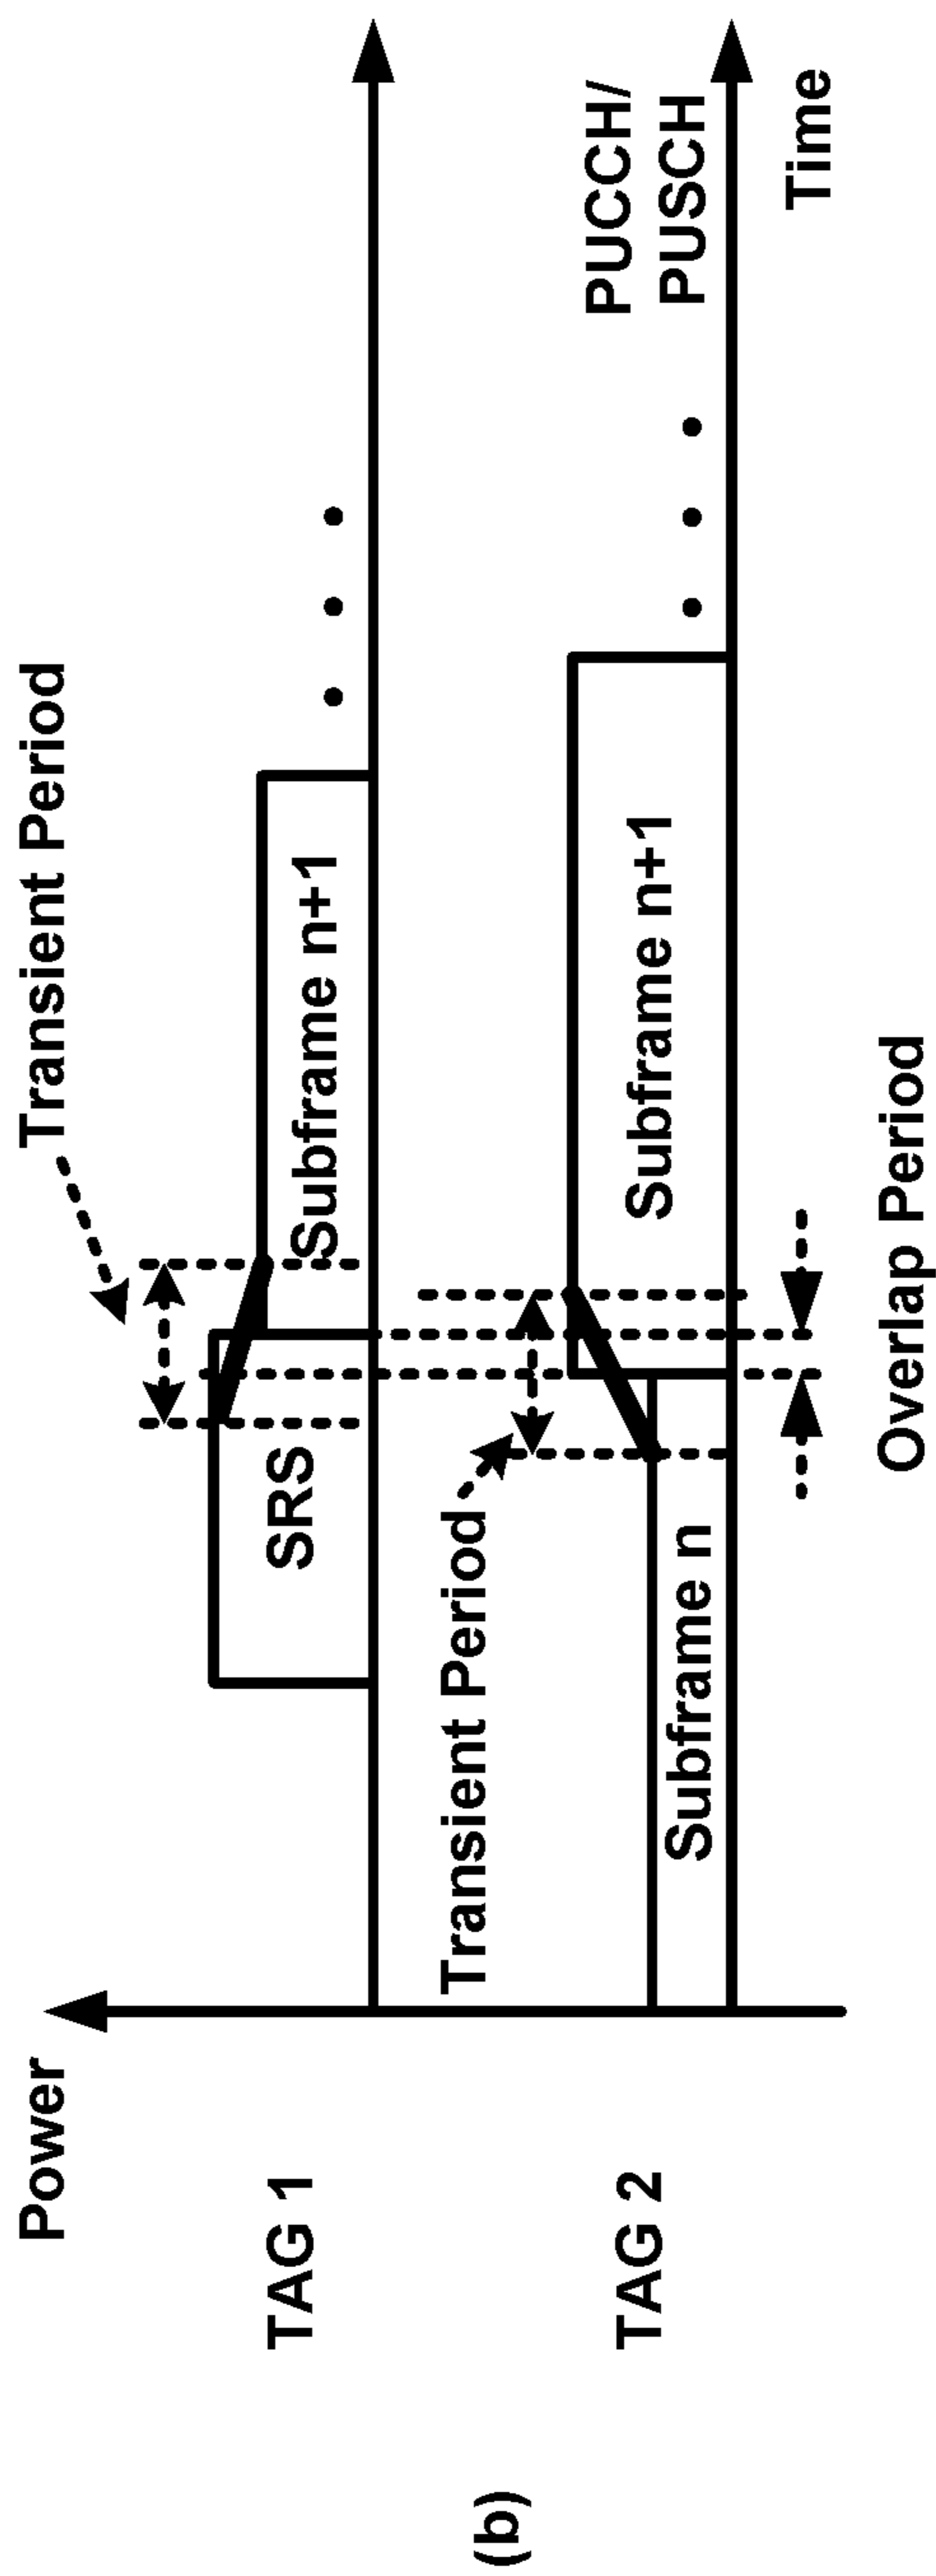 Power
Transient Period
TAG 1
SRS
Subframe n+1
Transient Period
PUCCH/
PUSCH
TAG 2
Subframe n
Subframe n+1
Time
Overlap Period
(b)